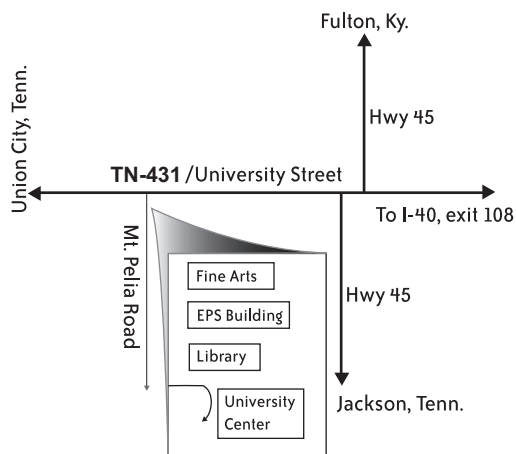 Fulton, Ky.
Union City, Tenn.
Hwy 45
TN-431 /University Street
To I-40, exit 108
Mt. Pelia Road
Fine Arts
Hwy 45
EPS Building
Library
University
Center
Jackson, Tenn.